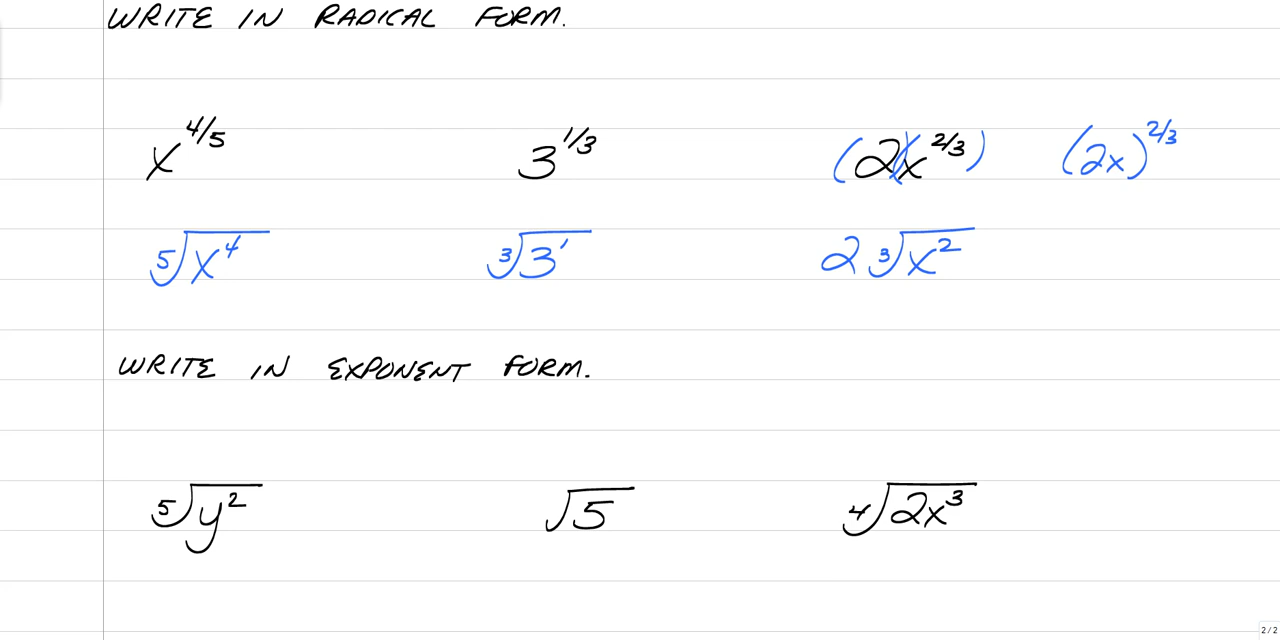 WRITE IN RADICAL FORM.
x^{4/5} 3^{1/3} (2(x^{2/3}) (2x)^{2/3}
⁵√x⁴ ³√3¹ 2 ³√x²
WRITE IN EXPONENT FORM.
⁵√y² √5 ⁴√2x³
2 / 2